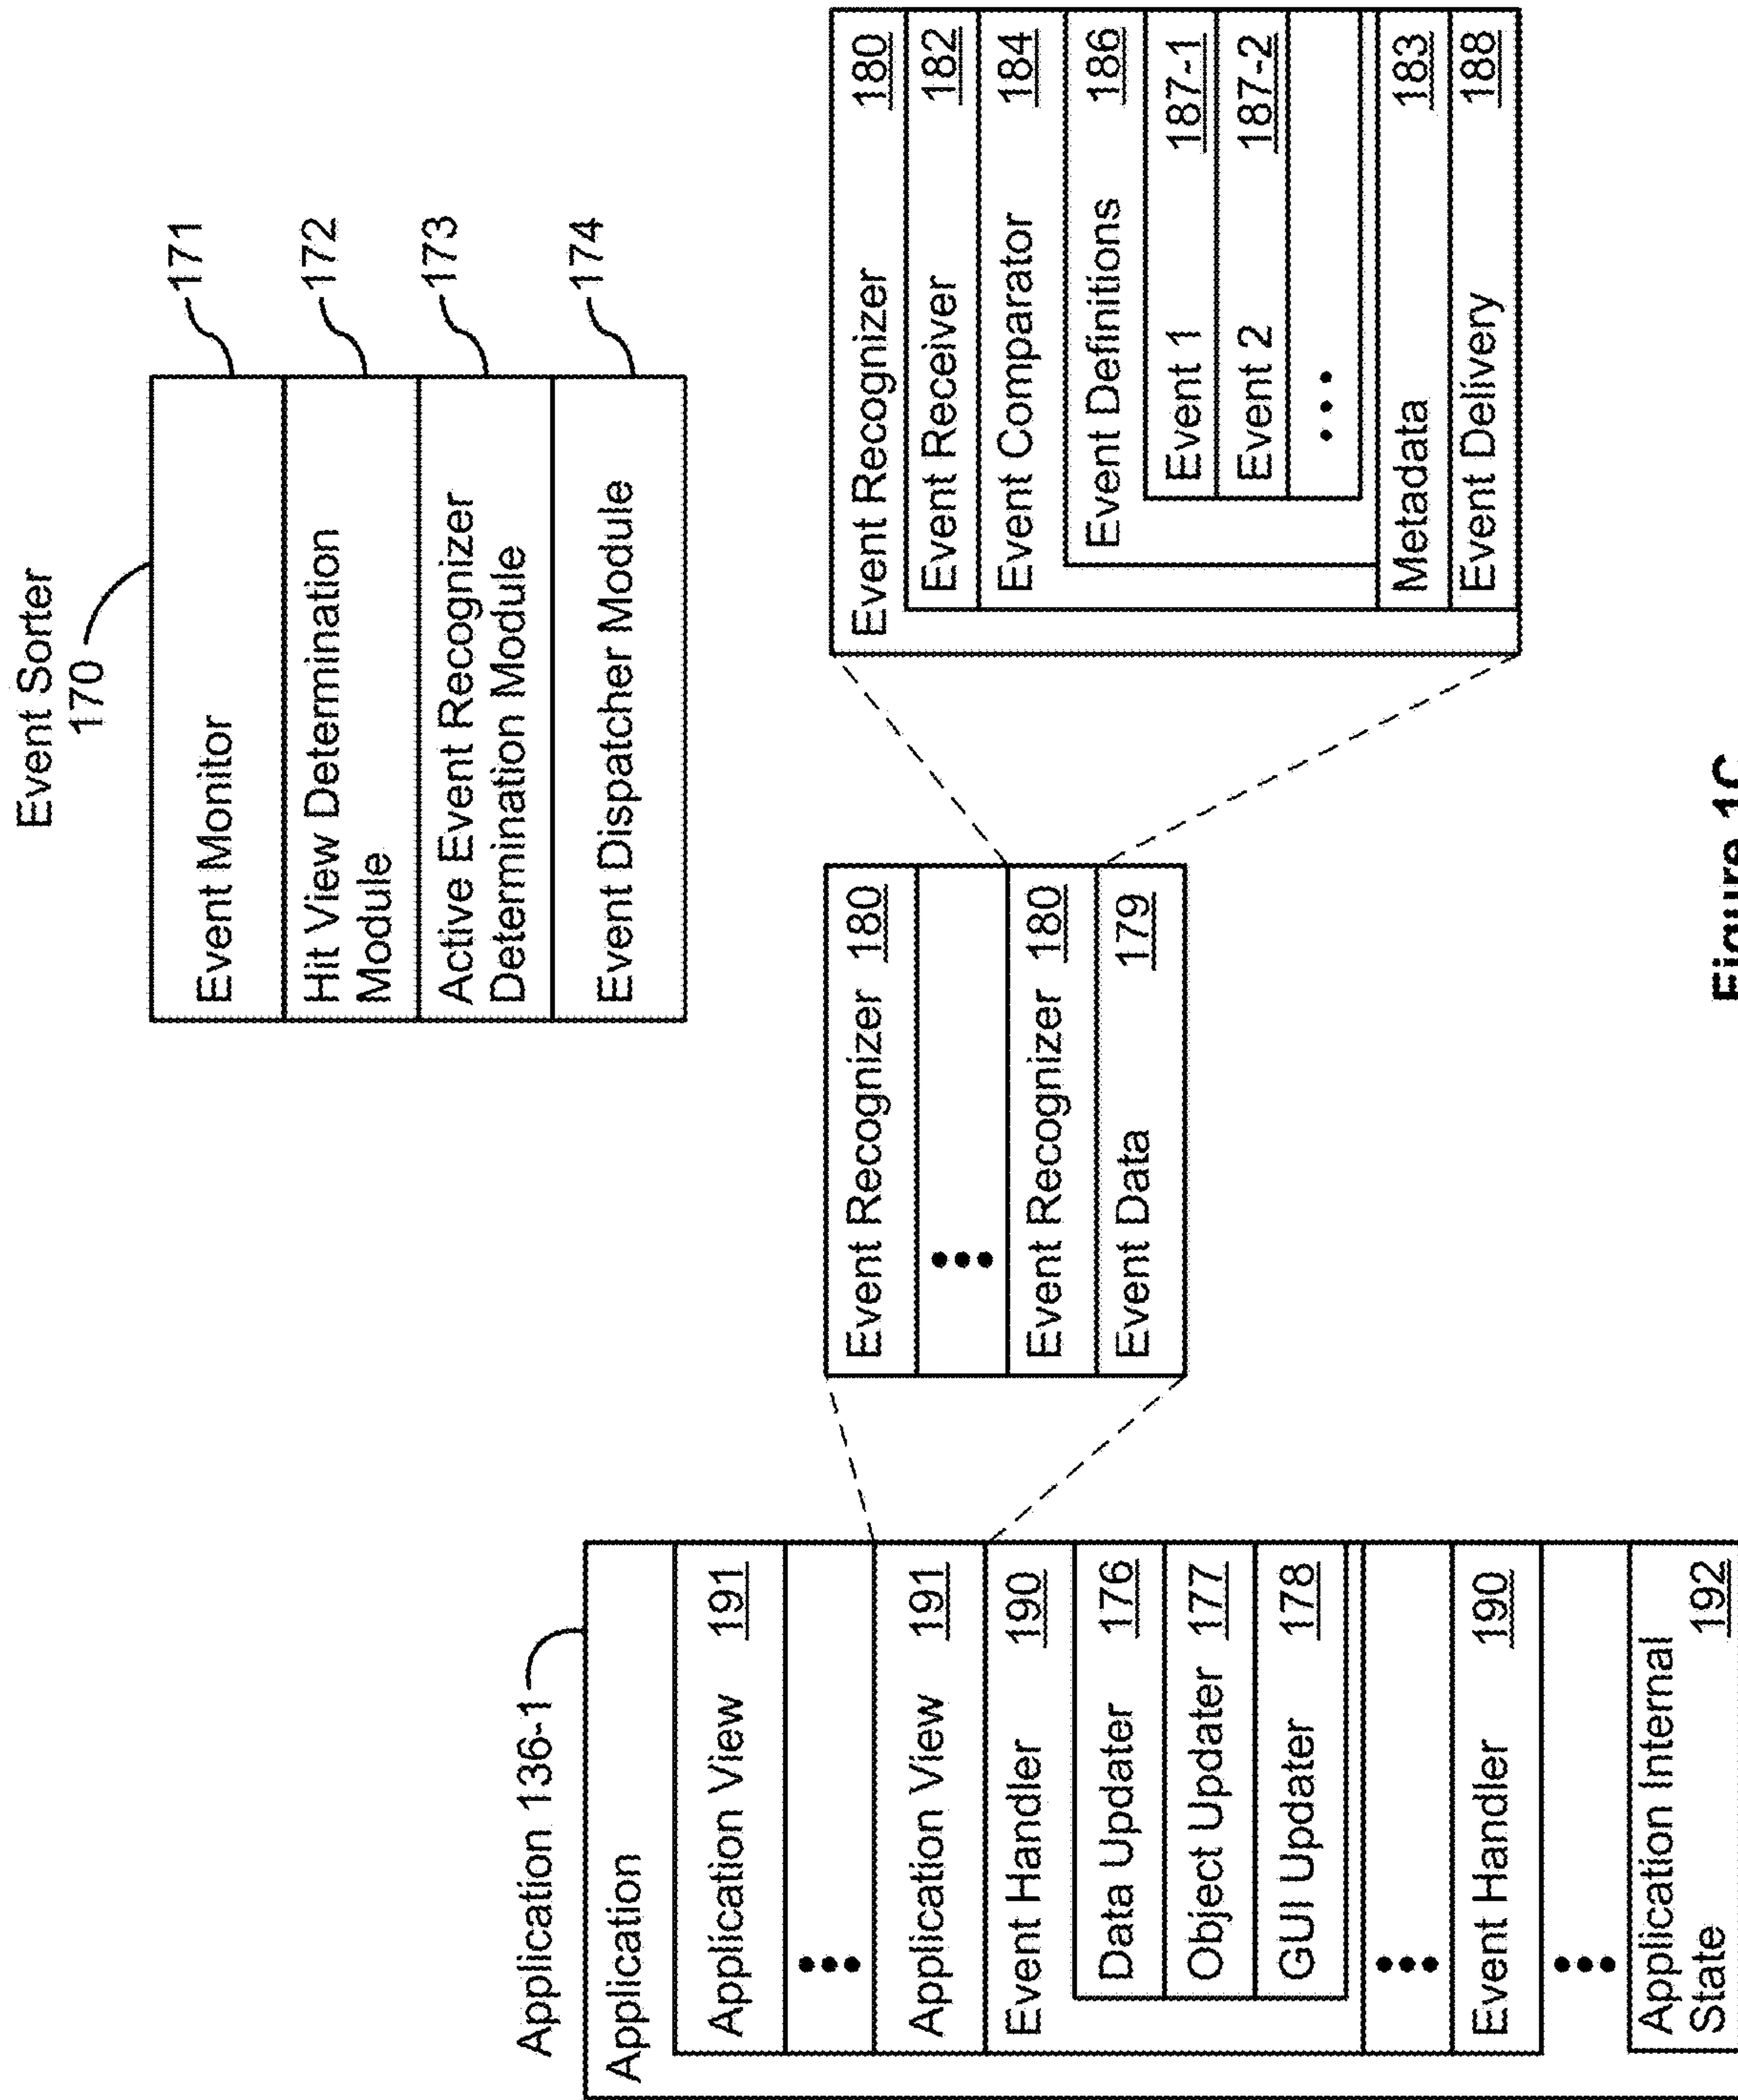 Event Sorter
170
Event Monitor
171
Hit View Determination
Module
172
Active Event Recognizer
Determination Module
173
Event Dispatcher Module
174
Application 136-1
Application
Application View 191
Application View 191
Event Handler 190
Data Updater 176
Object Updater 177
GUI Updater 178
Event Handler 190
Application Internal
State 192
Event Recognizer 180
Event Recognizer 180
Event Data 179
Event Recognizer 180
Event Receiver 182
Event Comparator 184
Event Definitions 186
Event 1 187-1
Event 2 187-2
Metadata 183
Event Delivery 188
Figure 1C